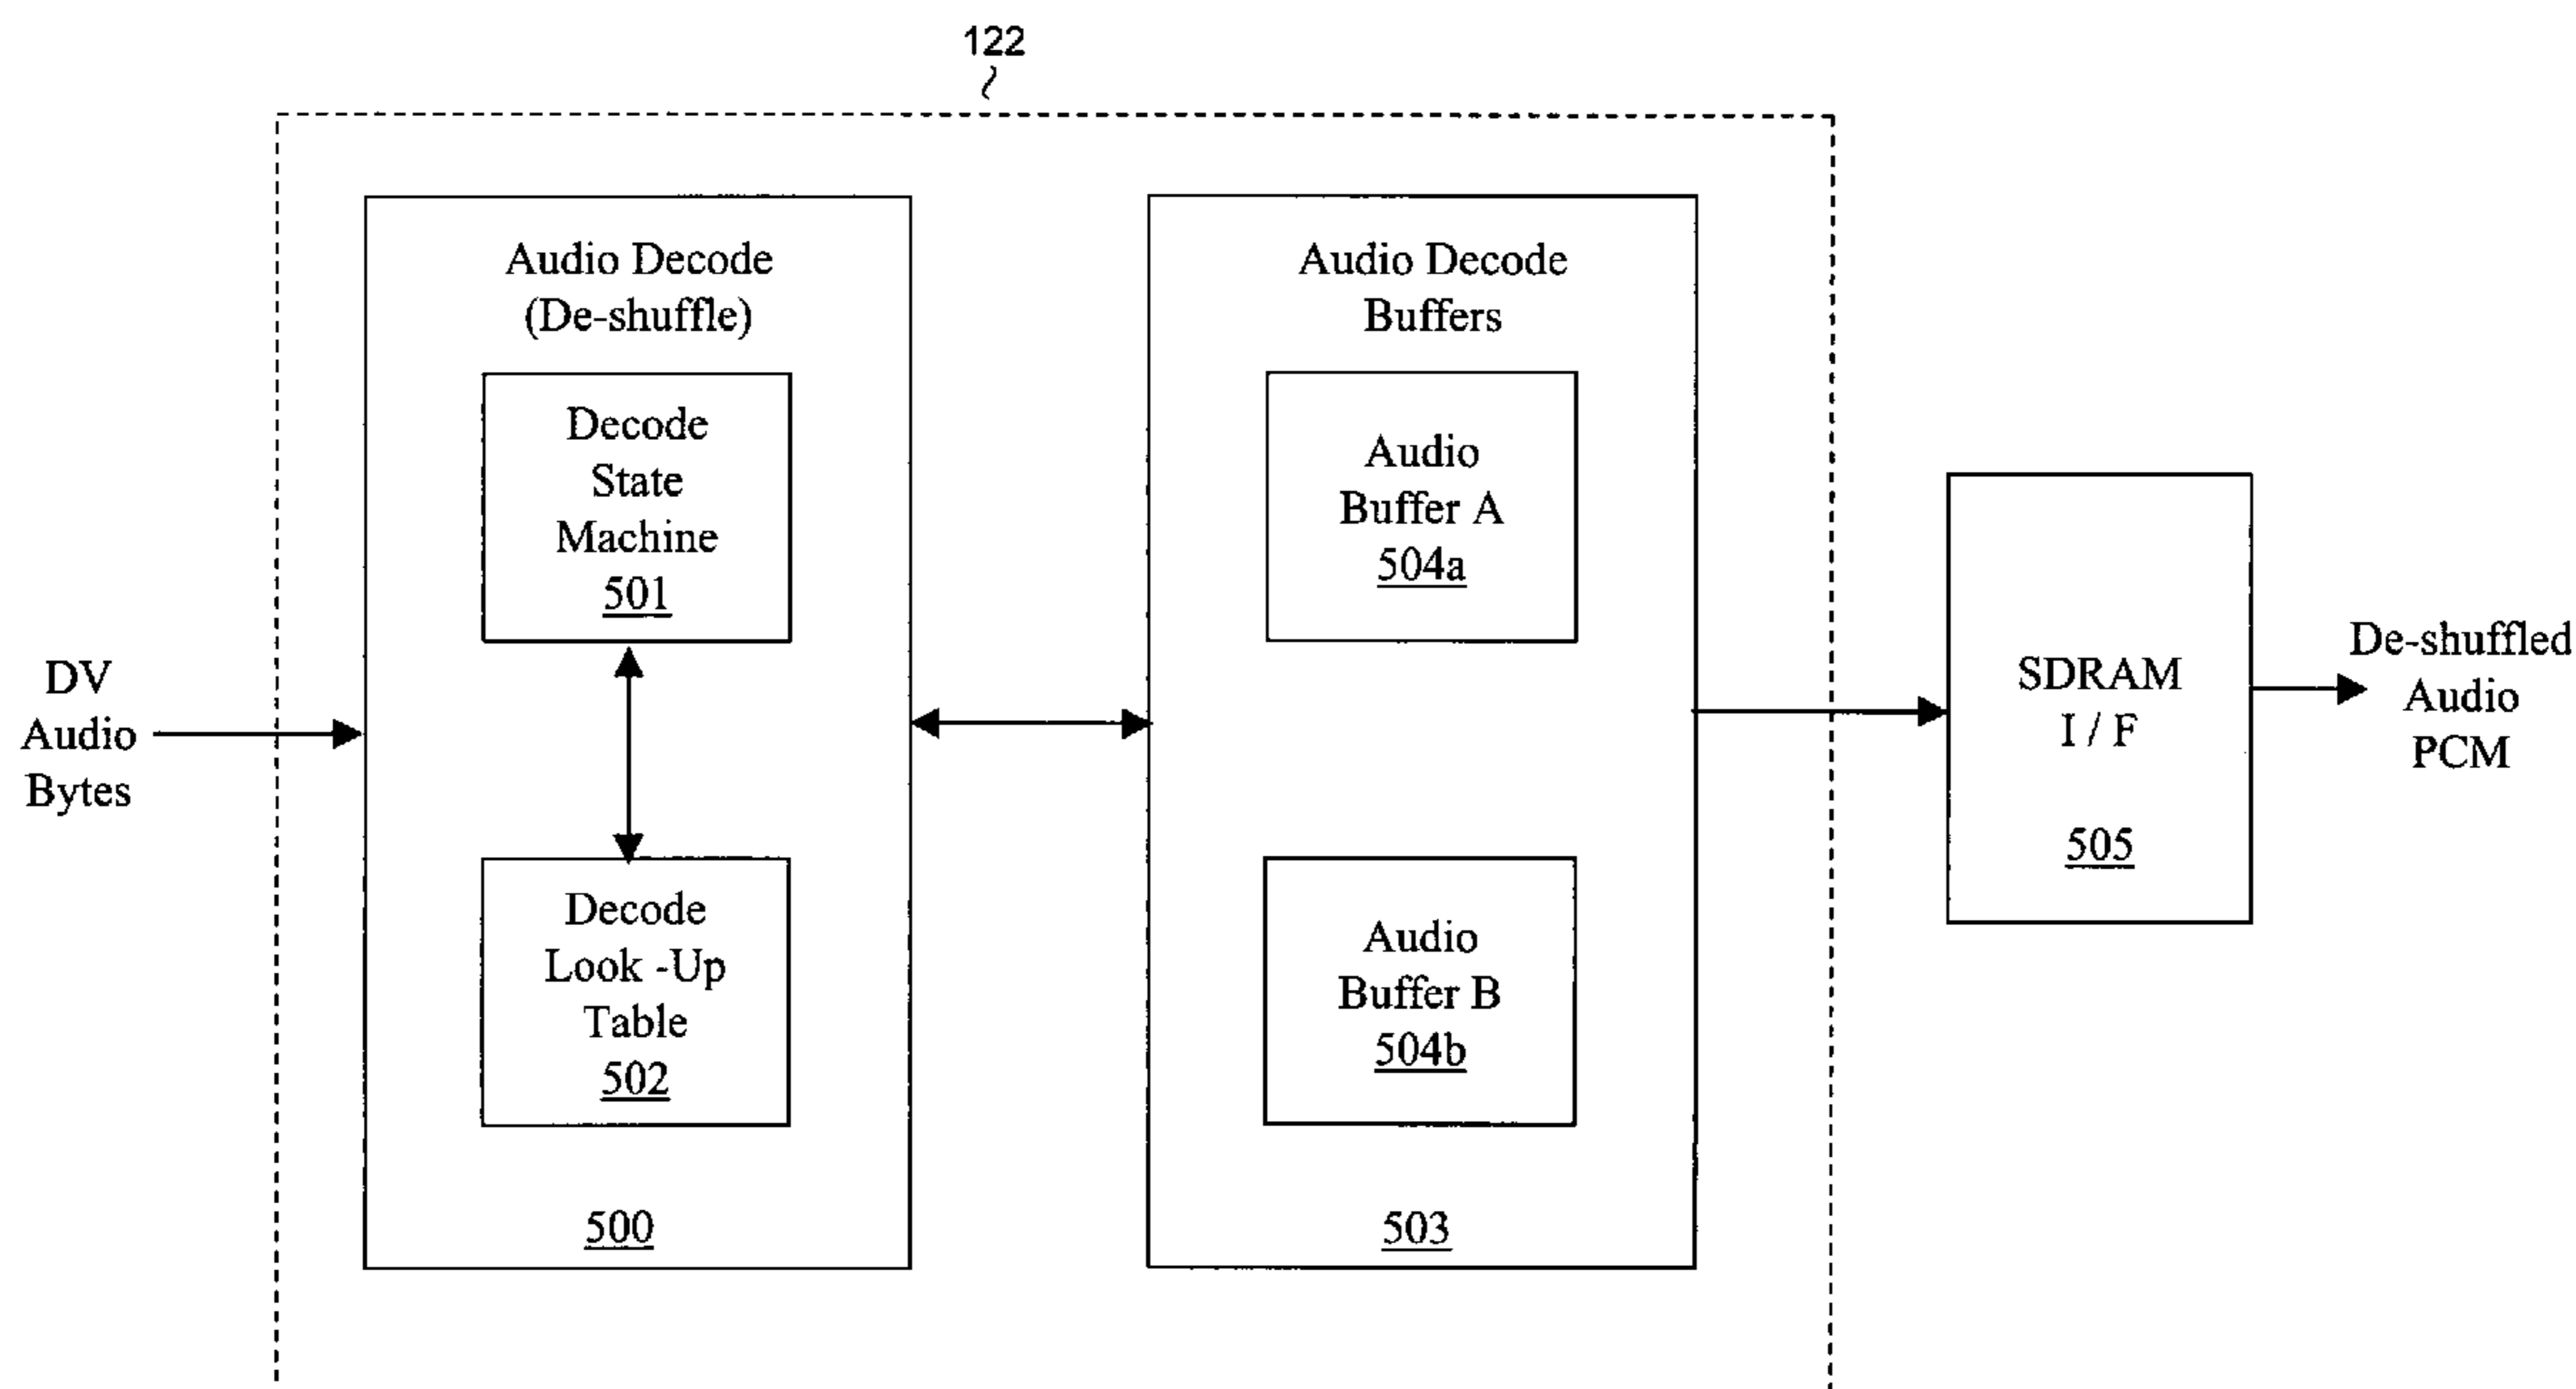 122
Audio Decode
(De-shuffle)
Decode
State
Machine
501
Decode
Look -Up
Table
502
500
Audio Decode
Buffers
Audio
Buffer A
504a
Audio
Buffer B
504b
503
DV
Audio
Bytes
SDRAM
I / F
505
De-shuffled
Audio
PCM